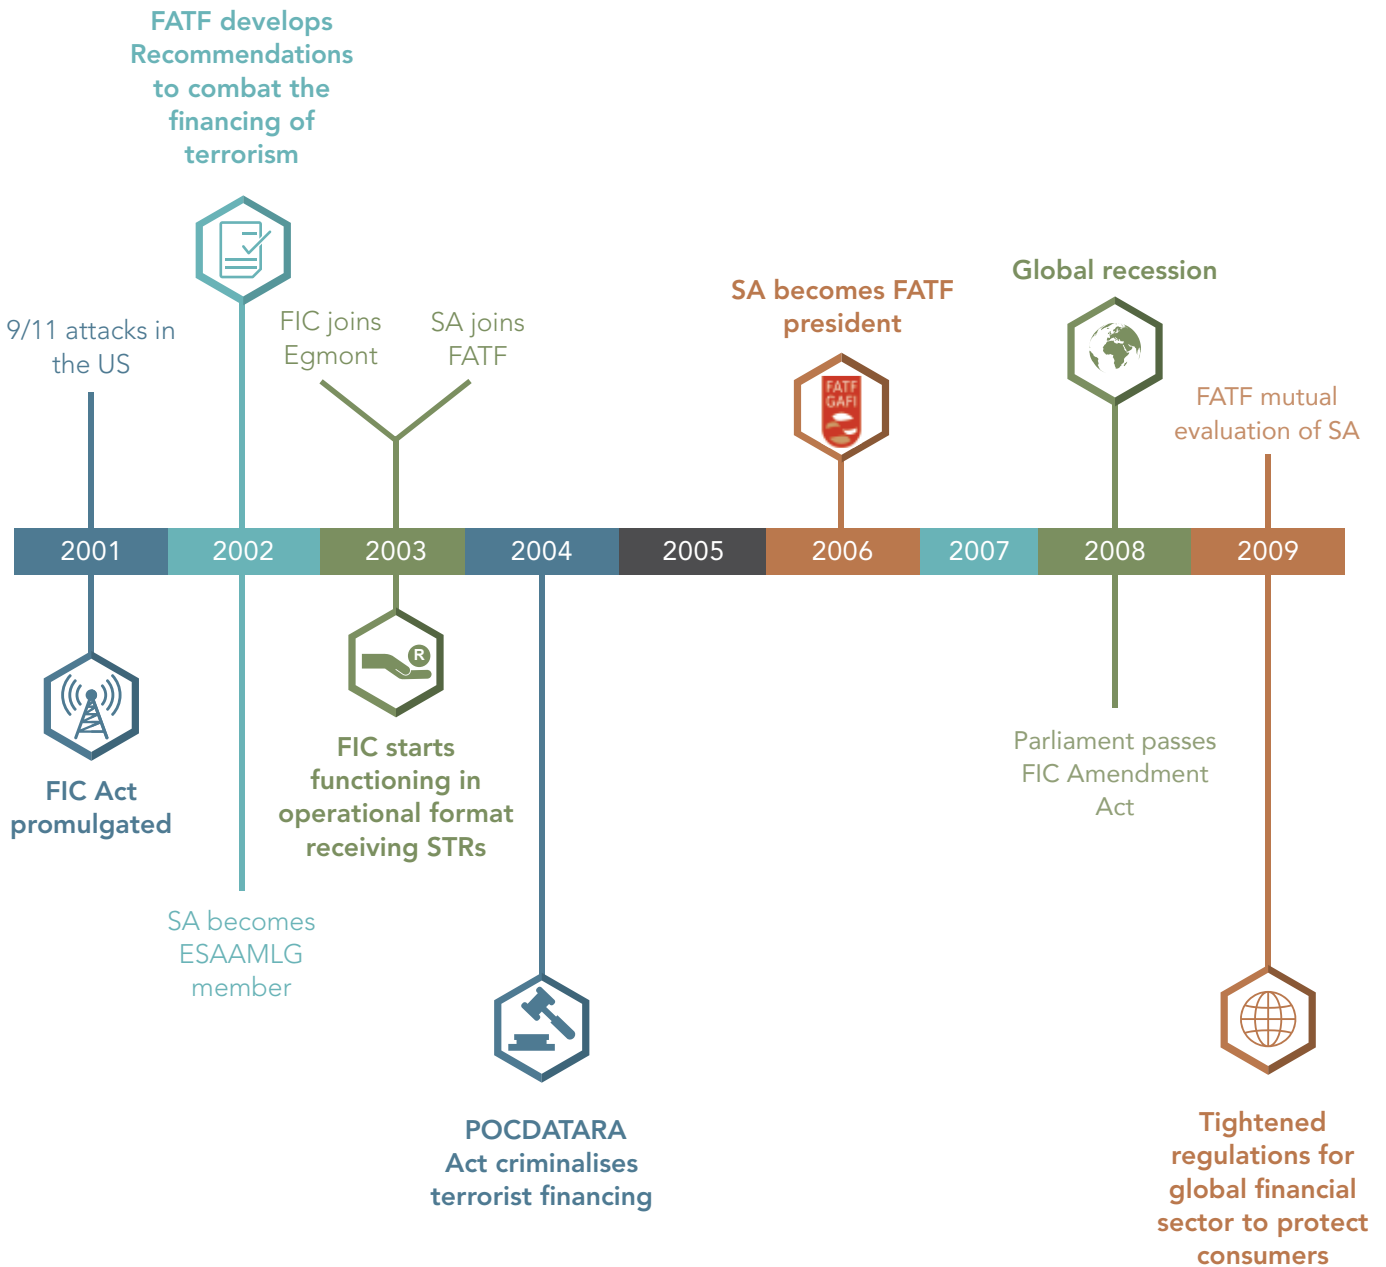 FATF develops
Recommendations
to combat the
financing of
terrorism
9/11 attacks in
the US
FIC joins
Egmont
SA joins
FATF
SA becomes FATF
president
FATF
GAFI
Global recession
FATF mutual
evaluation of SA
2001 2002 2003 2004 2005 2006 2007 2008 2009
FIC Act
promulgated
SA becomes
ESAAMLG
member
R
FIC starts
functioning in
operational format
receiving STRs
POCDATARA
Act criminalises
terrorist financing
Parliament passes
FIC Amendment
Act
Tightened
regulations for
global financial
sector to protect
consumers